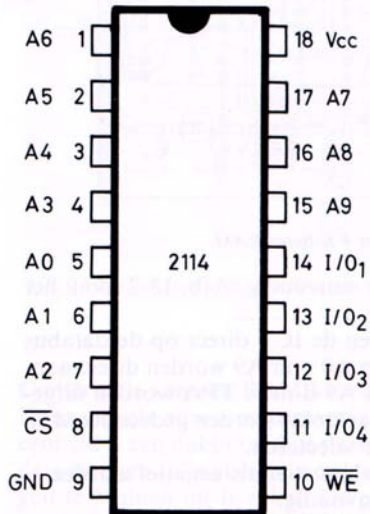 A6 1 18 Vcc
A5 2 17 A7
A4 3 16 A8
A3 4 15 A9
A0 5 2114 14 I/O1
A1 6 13 I/O2
A2 7 12 I/O3
CS 8 11 I/O4
GND 9 10 WE